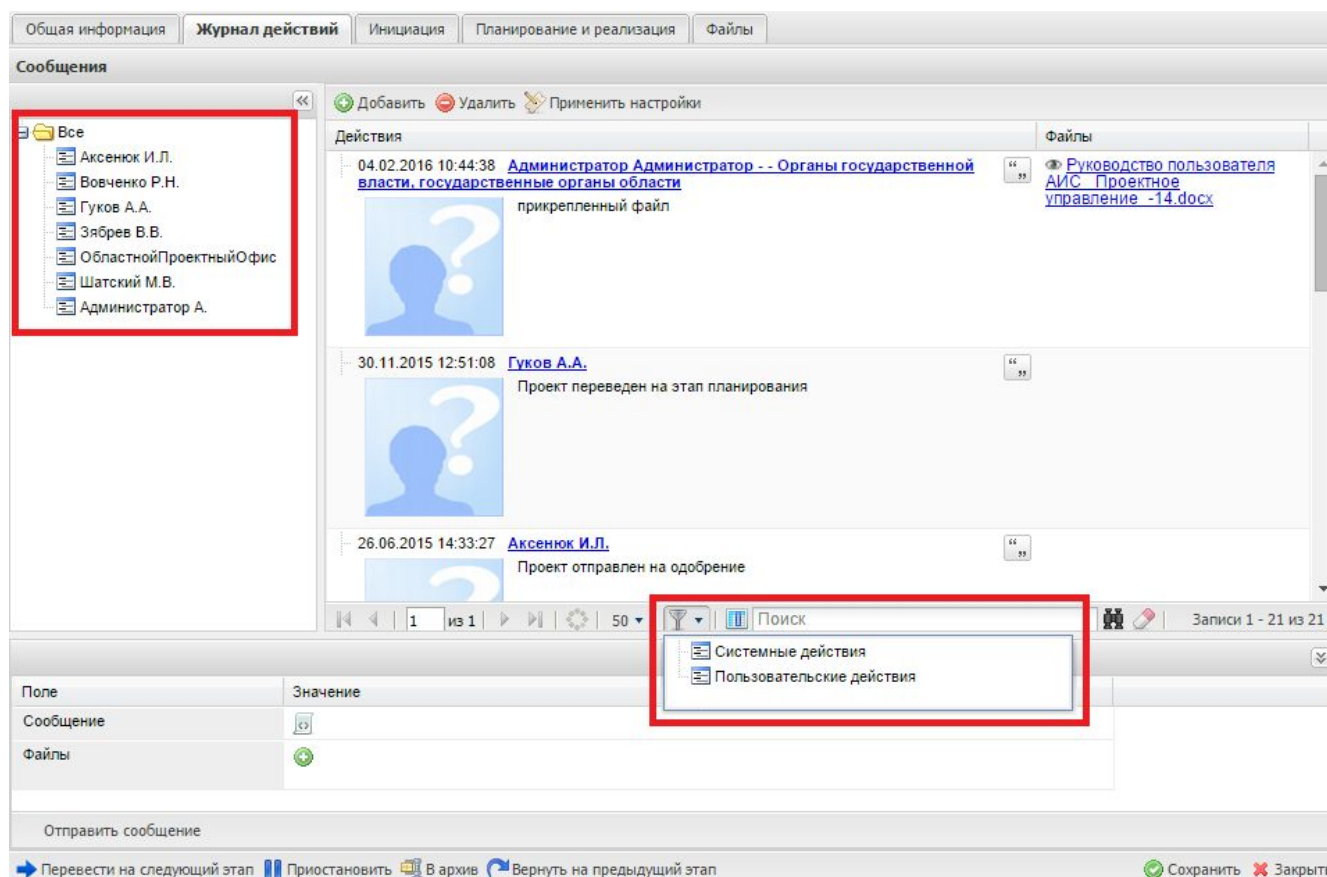 Общая информация Журнал действий Инициация Планирование и реализация Файлы
Сообщения
Добавить Удалить Применить настройки
Все
Аксенюк И.Л.
Вовченко Р.Н.
Гуков А.А.
Зябрев В.В.
ОбластнойПроектныйОфис
Шатский М.В.
Администратор А.
Действия Файлы
04.02.2016 10:44:38 Администратор Администратор - - Органы государственной
власти, государственные органы области
прикрепленный файл
Руководство пользователя
АИС_ Проектное
управление_-14.docx
30.11.2015 12:51:08 Гуков А.А.
Проект переведен на этап планирования
26.06.2015 14:33:27 Аксенюк И.Л.
Проект отправлен на одобрение
1 из 1 50 Поиск Записи 1 - 21 из 21
Системные действия
Пользовательские действия
Поле Значение
Сообщение
Файлы
Отправить сообщение
Перевести на следующий этап Приостановить В архив Вернуть на предыдущий этап Сохранить Закрыть